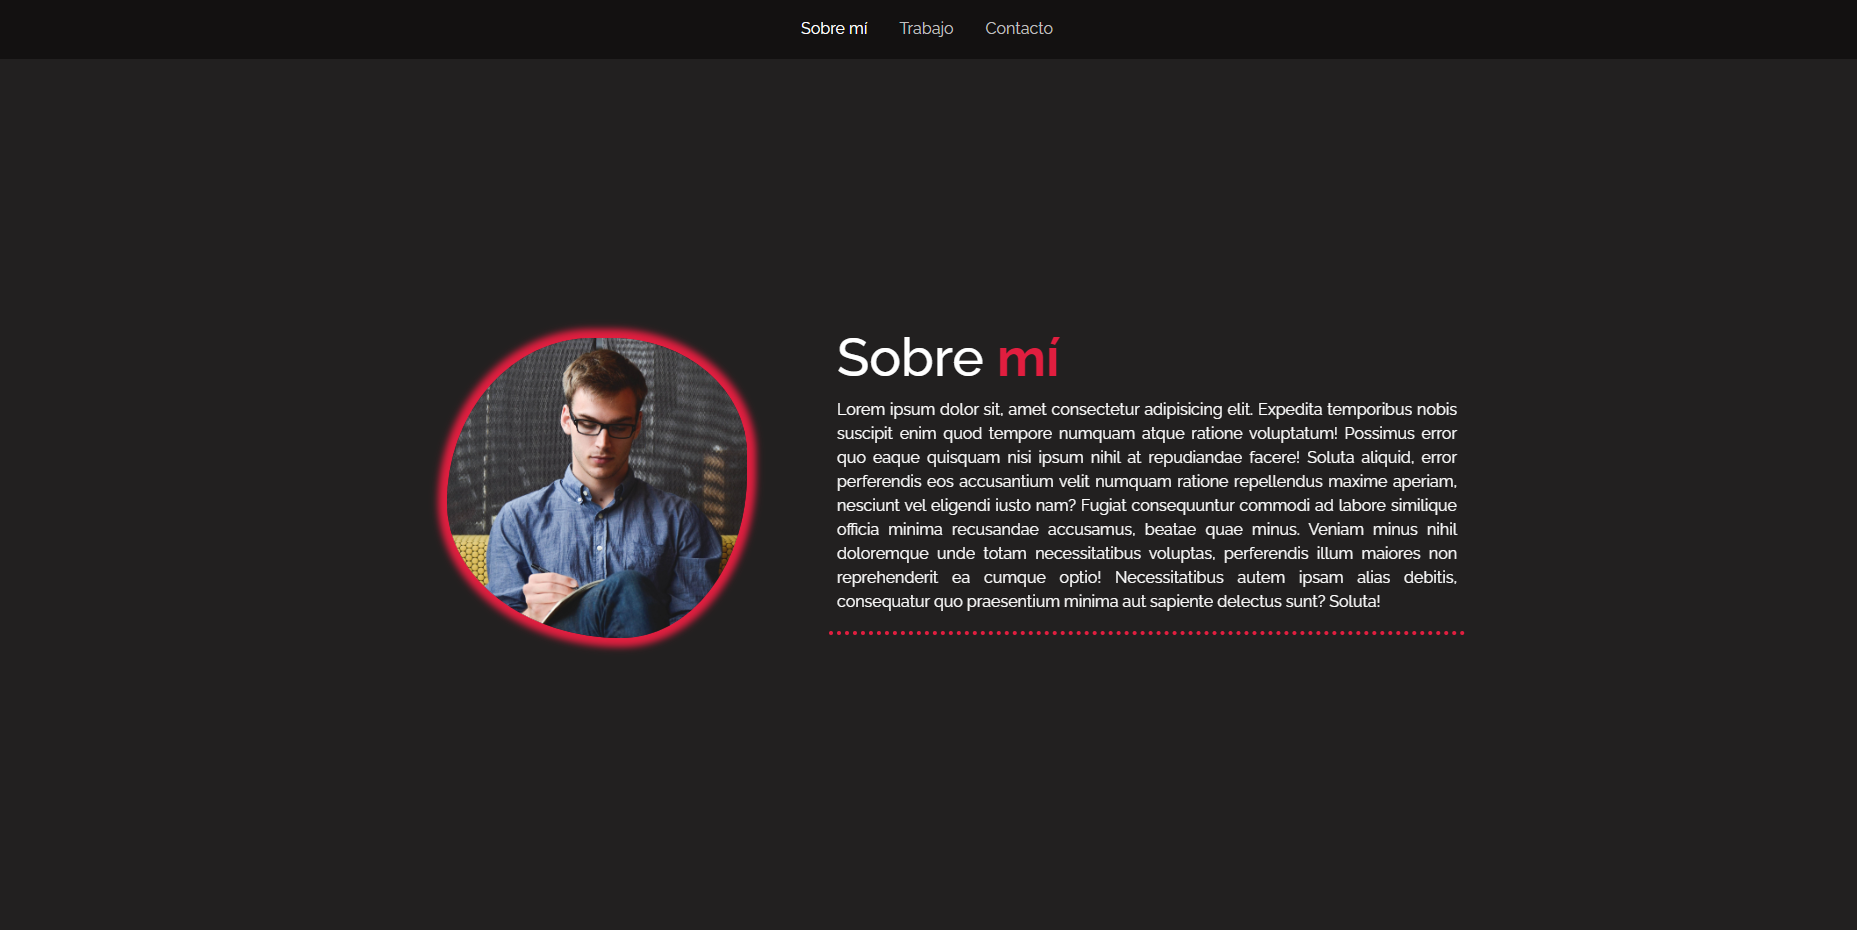 Sobre mí Trabajo Contacto
Sobre mí
Lorem ipsum dolor sit, amet consectetur adipisicing elit. Expedita temporibus nobis
suscipit enim quod tempore numquam atque ratione voluptatum! Possimus error
quo eaque quisquam nisi ipsum nihil at repudiandae facere! Soluta aliquid, error
perferendis eos accusantium velit numquam ratione repellendus maxime aperiam,
nesciunt vel eligendi iusto nam? Fugiat consequuntur commodi ad labore similique
officia minima recusandae accusamus, beatae quae minus. Veniam minus nihil
doloremque unde totam necessitatibus voluptas, perferendis illum maiores non
reprehenderit ea cumque optio! Necessitatibus autem ipsam alias debitis,
consequatur quo praesentium minima aut sapiente delectus sunt? Soluta!